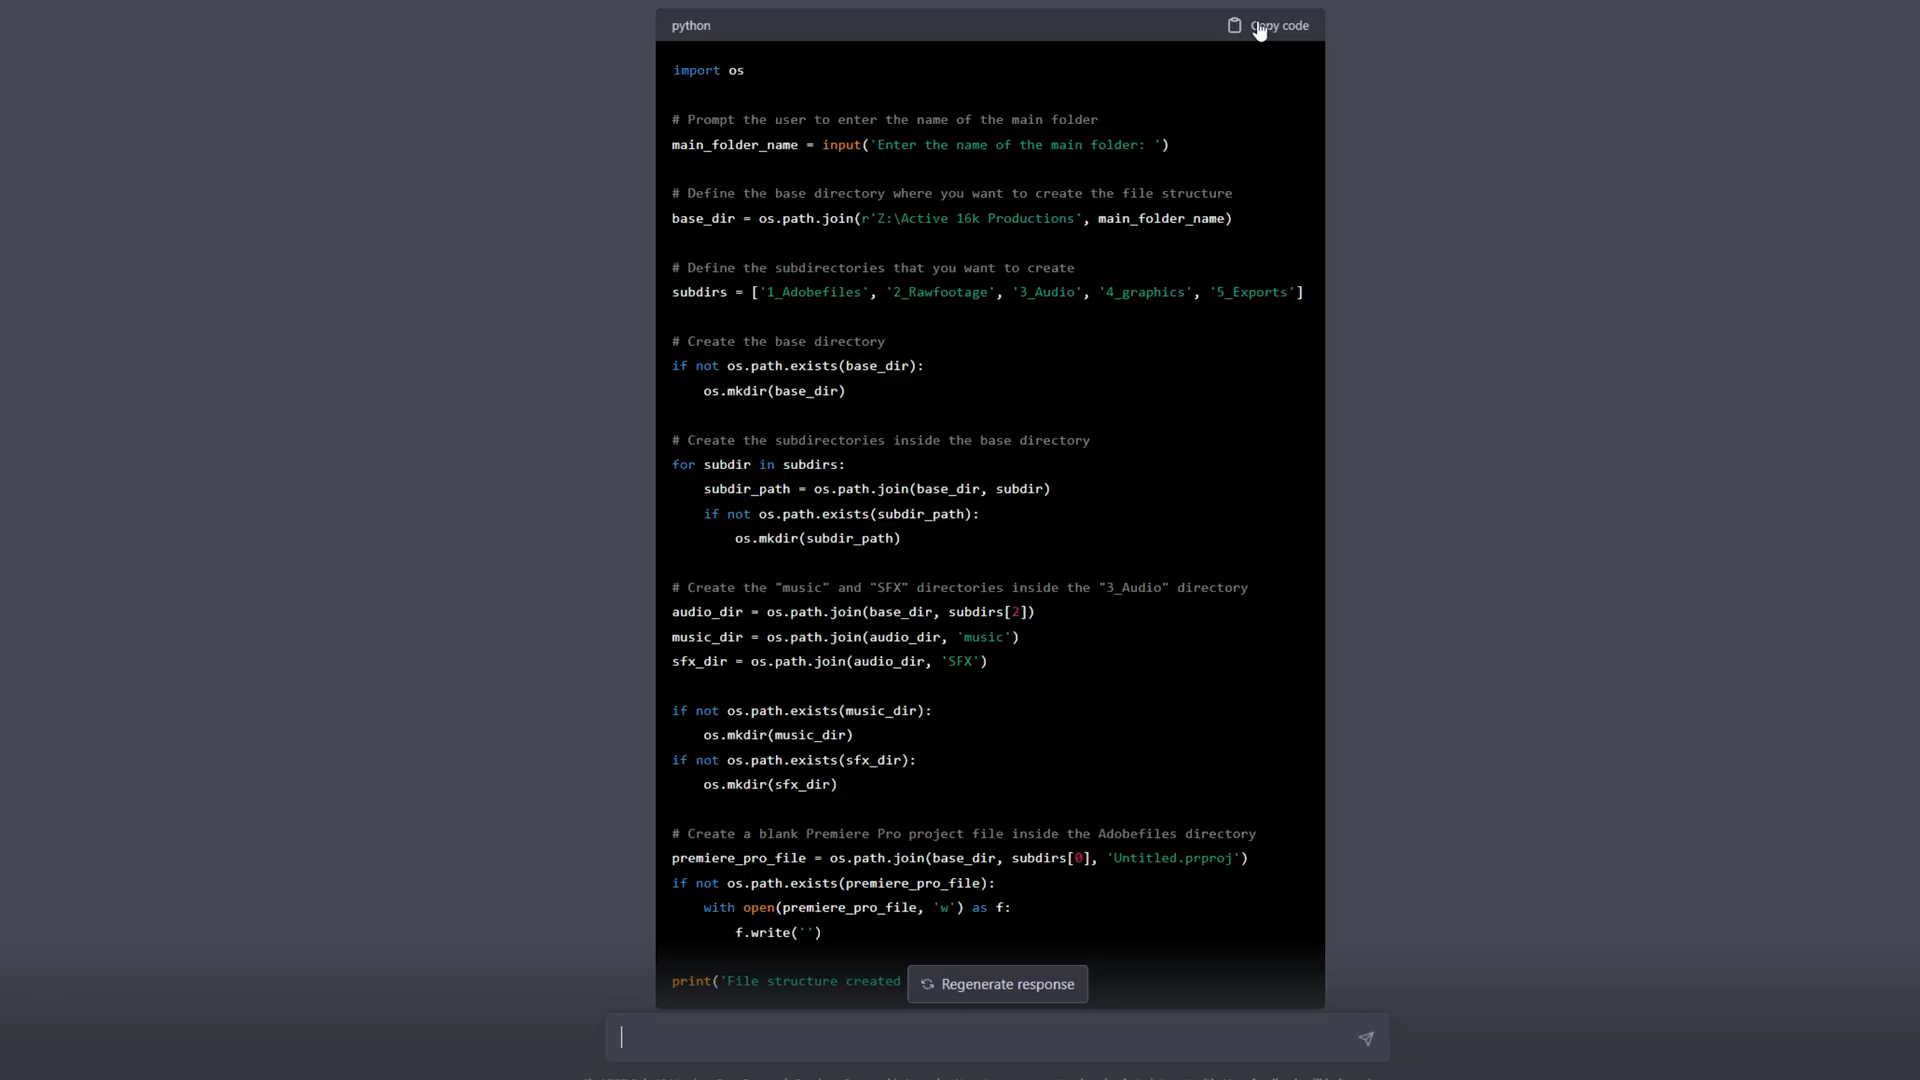 python
Copy code
import os
# Prompt the user to enter the name of the main folder
main_folder_name = input('Enter the name of the main folder: ')
# Define the base directory where you want to create the file structure
base_dir = os.path.join(r'Z:\Active 16k Productions', main_folder_name)
# Define the subdirectories that you want to create
subdirs = ['1_Adobefiles', '2_Rawfootage', '3_Audio', '4_graphics', '5_Exports']
# Create the base directory
if not os.path.exists(base_dir):
    os.mkdir(base_dir)
# Create the subdirectories inside the base directory
for subdir in subdirs:
    subdir_path = os.path.join(base_dir, subdir)
    if not os.path.exists(subdir_path):
        os.mkdir(subdir_path)
# Create the "music" and "SFX" directories inside the "3_Audio" directory
audio_dir = os.path.join(base_dir, subdirs[2])
music_dir = os.path.join(audio_dir, 'music')
sfx_dir = os.path.join(audio_dir, 'SFX')
if not os.path.exists(music_dir):
    os.mkdir(music_dir)
if not os.path.exists(sfx_dir):
    os.mkdir(sfx_dir)
# Create a blank Premiere Pro project file inside the Adobefiles directory
premiere_pro_file = os.path.join(base_dir, subdirs[0], 'Untitled.prproj')
if not os.path.exists(premiere_pro_file):
    with open(premiere_pro_file, 'w') as f:
        f.write('')
print('File structure created
Regenerate response